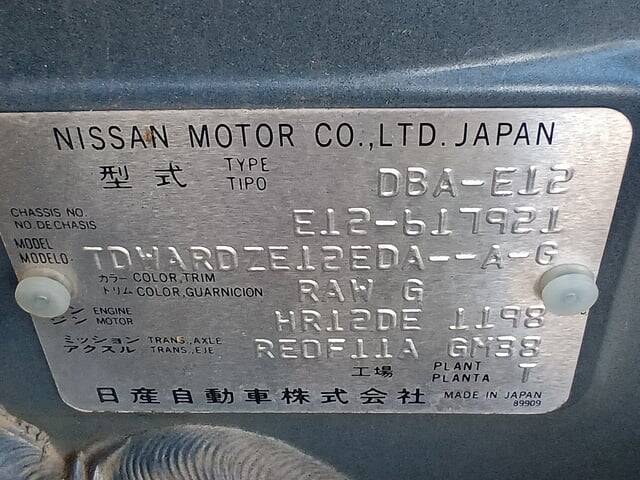 NISSAN MOTOR CO.,LTD. JAPAN
型式 TYPE TIPO DBA-E12
CHASSIS NO. NO. DE CHASIS E12-617921
MODEL MODELO: TDWARDZE12EDA--A-G
カラー COLOR,TRIM トリム COLOR,GUARNICION RAW G
ン ENGINE ジン MOTOR HR12DE 1198
ミッション TRANS.,AXLE アクスル TRANS.,EJE RE0F11A GM38
工場 PLANT PLANTA T
日産自動車株式会社 MADE IN JAPAN
89909